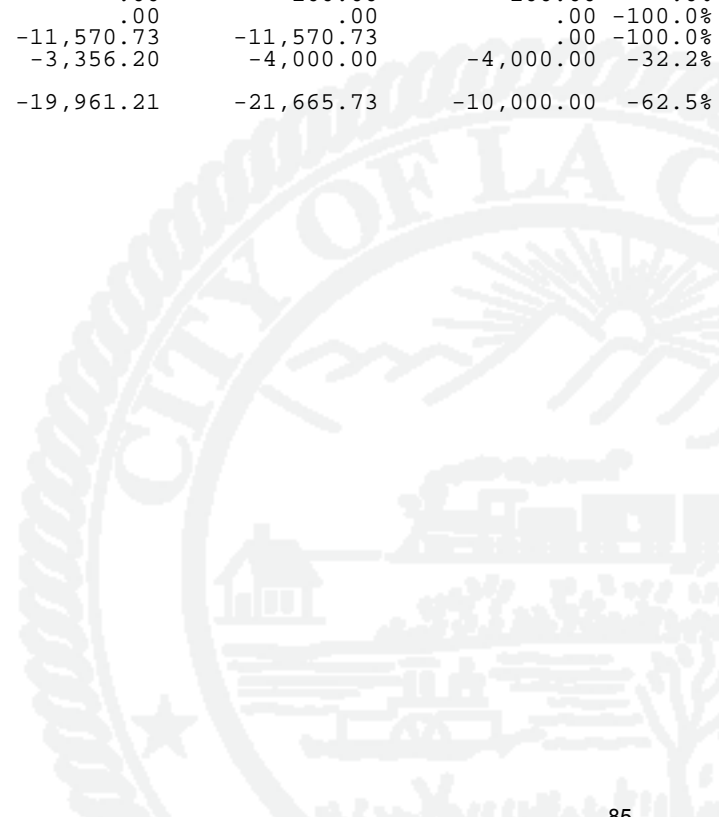 .00 .00 .00 -100.0%
-11,570.73 -11,570.73 .00 -100.0%
-3,356.20 -4,000.00 -4,000.00 -32.2%
-19,961.21 -21,665.73 -10,000.00 -62.5%
CITY OF LA C
85